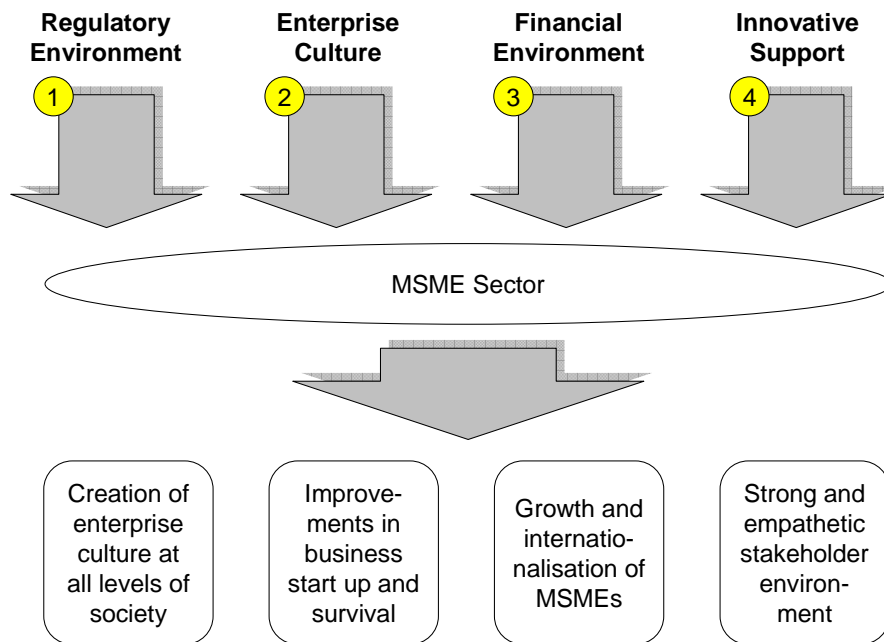 Regulatory
Environment
Enterprise
Culture
Financial
Environment
Innovative
Support
1
2
3
4
MSME Sector
Creation of
enterprise
culture at
all levels of
society
Improve-
ments in
business
start up and
survival
Growth and
internatio-
nalisation of
MSMEs
Strong and
empathetic
stakeholder
environ-
ment